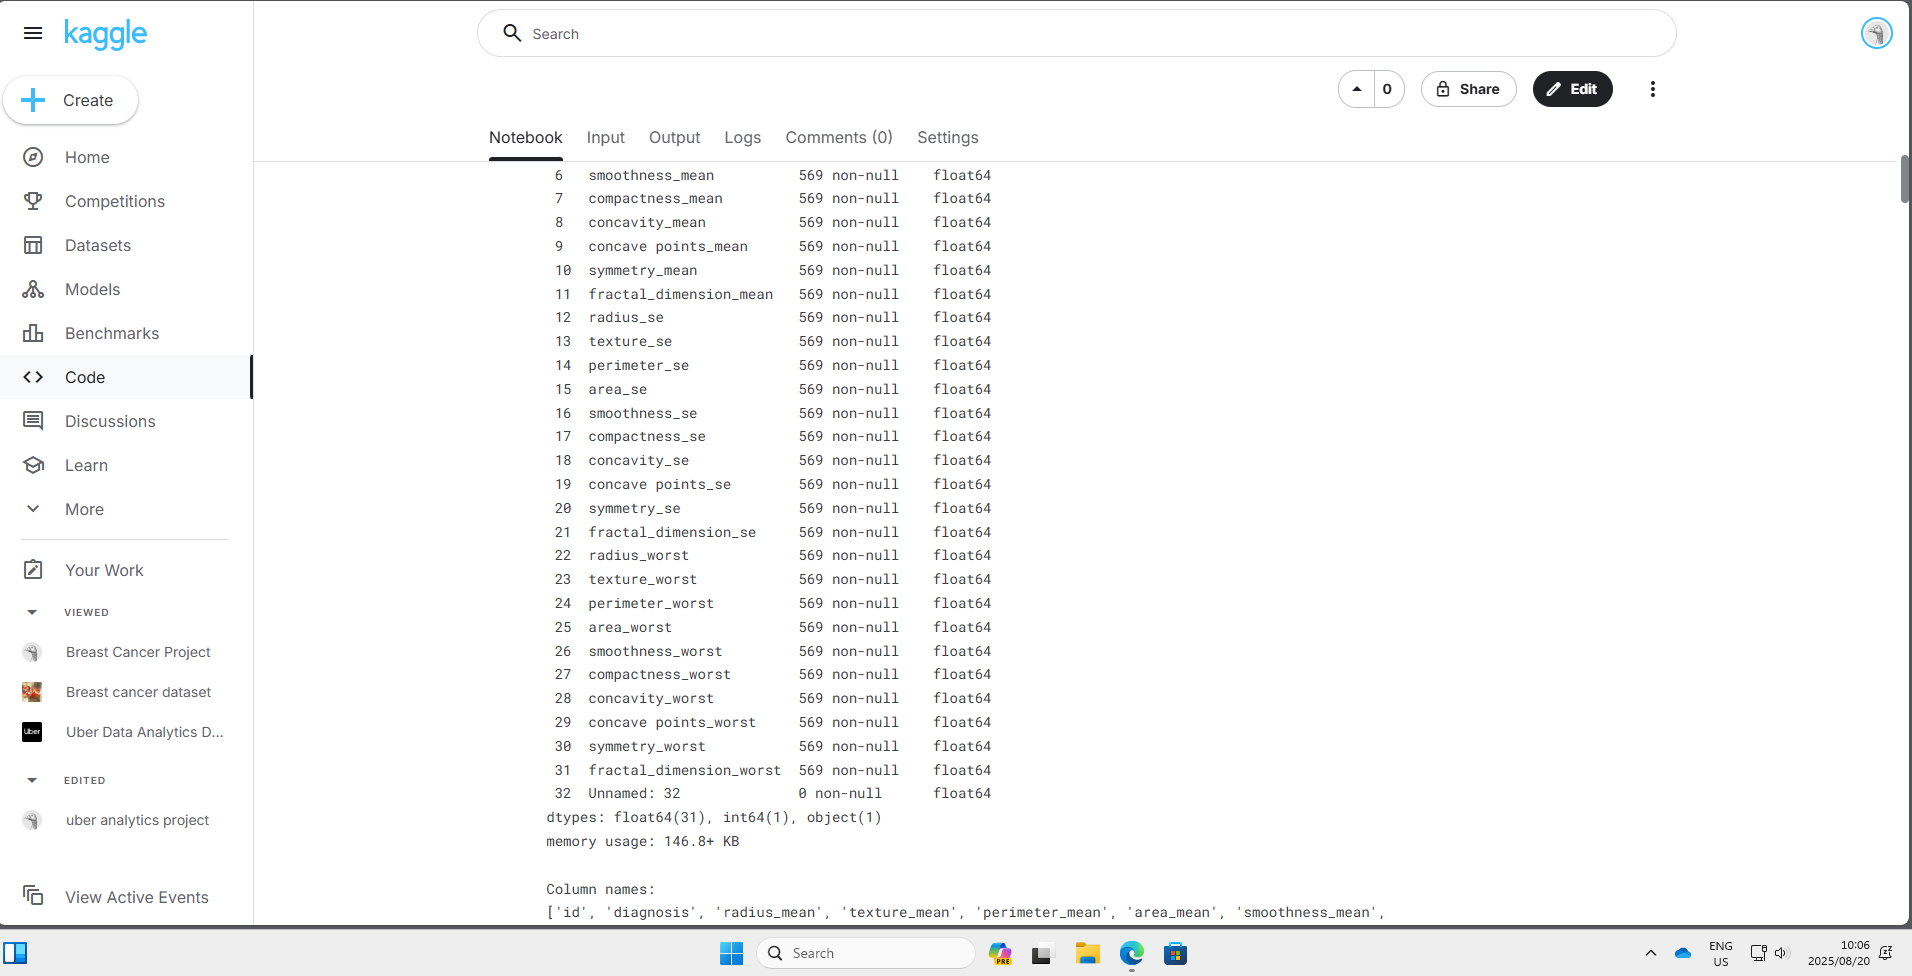 kaggle
Search
Create
0
Share
Edit
Notebook Input Output Logs Comments (0) Settings
Home
Competitions
Datasets
Models
Benchmarks
Code
Discussions
Learn
More
Your Work
VIEWED
Breast Cancer Project
Breast cancer dataset
Uber
Uber Data Analytics D...
EDITED
uber analytics project
View Active Events
6 smoothness_mean 569 non-null float64
7 compactness_mean 569 non-null float64
8 concavity_mean 569 non-null float64
9 concave points_mean 569 non-null float64
10 symmetry_mean 569 non-null float64
11 fractal_dimension_mean 569 non-null float64
12 radius_se 569 non-null float64
13 texture_se 569 non-null float64
14 perimeter_se 569 non-null float64
15 area_se 569 non-null float64
16 smoothness_se 569 non-null float64
17 compactness_se 569 non-null float64
18 concavity_se 569 non-null float64
19 concave points_se 569 non-null float64
20 symmetry_se 569 non-null float64
21 fractal_dimension_se 569 non-null float64
22 radius_worst 569 non-null float64
23 texture_worst 569 non-null float64
24 perimeter_worst 569 non-null float64
25 area_worst 569 non-null float64
26 smoothness_worst 569 non-null float64
27 compactness_worst 569 non-null float64
28 concavity_worst 569 non-null float64
29 concave points_worst 569 non-null float64
30 symmetry_worst 569 non-null float64
31 fractal_dimension_worst 569 non-null float64
32 Unnamed: 32 0 non-null float64
dtypes: float64(31), int64(1), object(1)
memory usage: 146.8+ KB
Column names:
['id', 'diagnosis', 'radius_mean', 'texture_mean', 'perimeter_mean', 'area_mean', 'smoothness_mean',
Search
PRE
ENG
US
10:06
2025/08/20